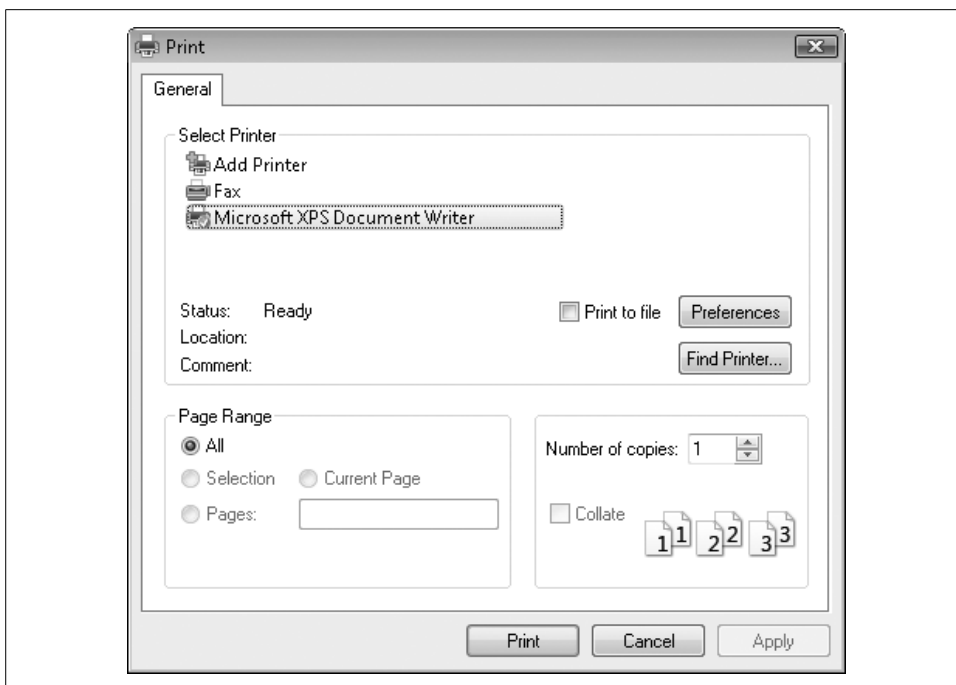 Print
General
Select Printer
Add Printer
Fax
Microsoft XPS Document Writer
Status: Ready
Location:
Comment:
Print to file
Preferences
Find Printer...
Page Range
All
Selection
Current Page
Pages:
Number of copies: 1
Collate
1 1 2 2 3 3
Print
Cancel
Apply